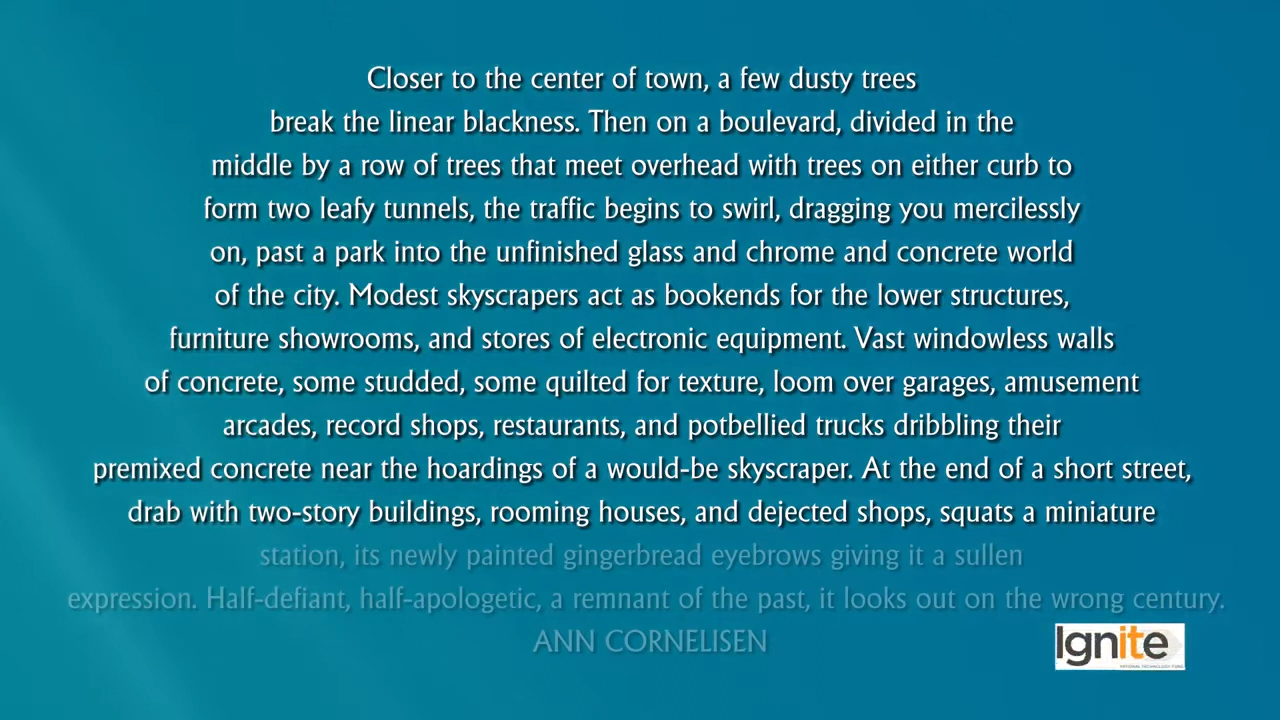 Closer to the center of town, a few dusty trees
break the linear blackness. Then on a boulevard, divided in the
middle by a row of trees that meet overhead with trees on either curb to
form two leafy tunnels, the traffic begins to swirl, dragging you mercilessly
on, past a park into the unfinished glass and chrome and concrete world
of the city. Modest skyscrapers act as bookends for the lower structures,
furniture showrooms, and stores of electronic equipment. Vast windowless walls
of concrete, some studded, some quilted for texture, loom over garages, amusement
arcades, record shops, restaurants, and potbellied trucks dribbling their
premixed concrete near the hoardings of a would-be skyscraper. At the end of a short street,
drab with two-story buildings, rooming houses, and dejected shops, squats a miniature
station, its newly painted gingerbread eyebrows giving it a sullen
expression. Half-defiant, half-apologetic, a remnant of the past, it looks out on the wrong century.
ANN CORNELISEN
Ignite
NATIONAL TECHNOLOGY FUND